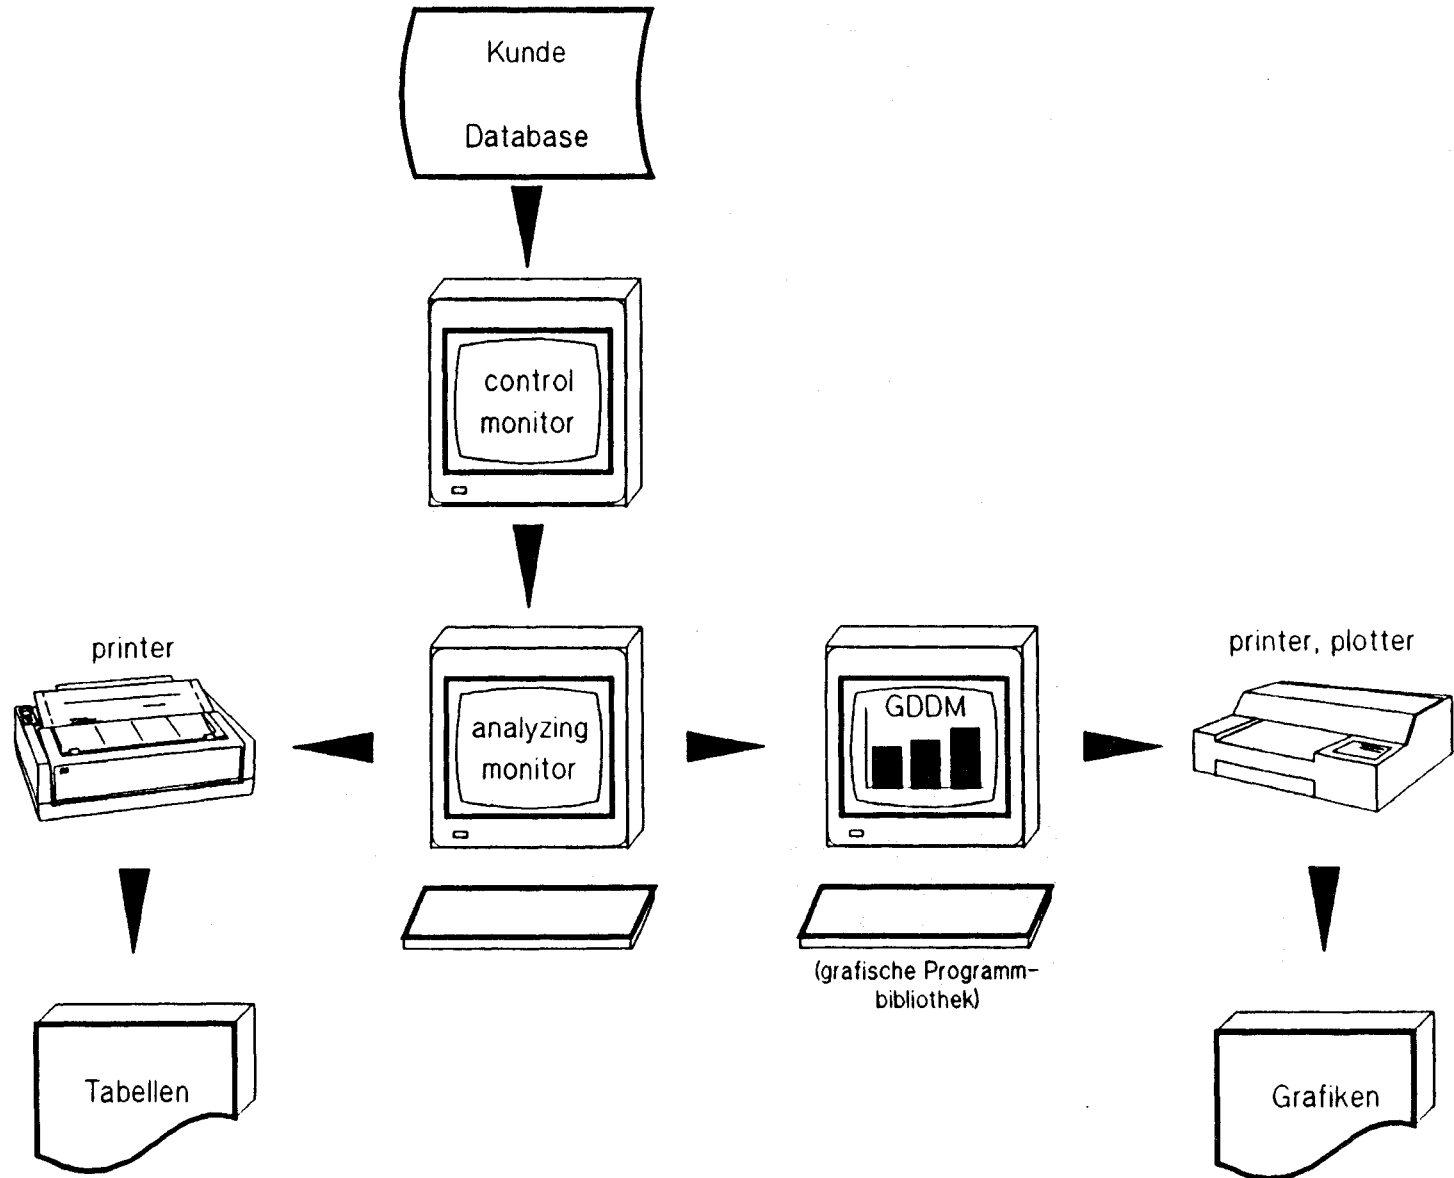 Kunde
Database
control
monitor
printer
analyzing
monitor
GDDM
printer, plotter
(grafische Programm-
bibliothek)
Tabellen
Grafiken